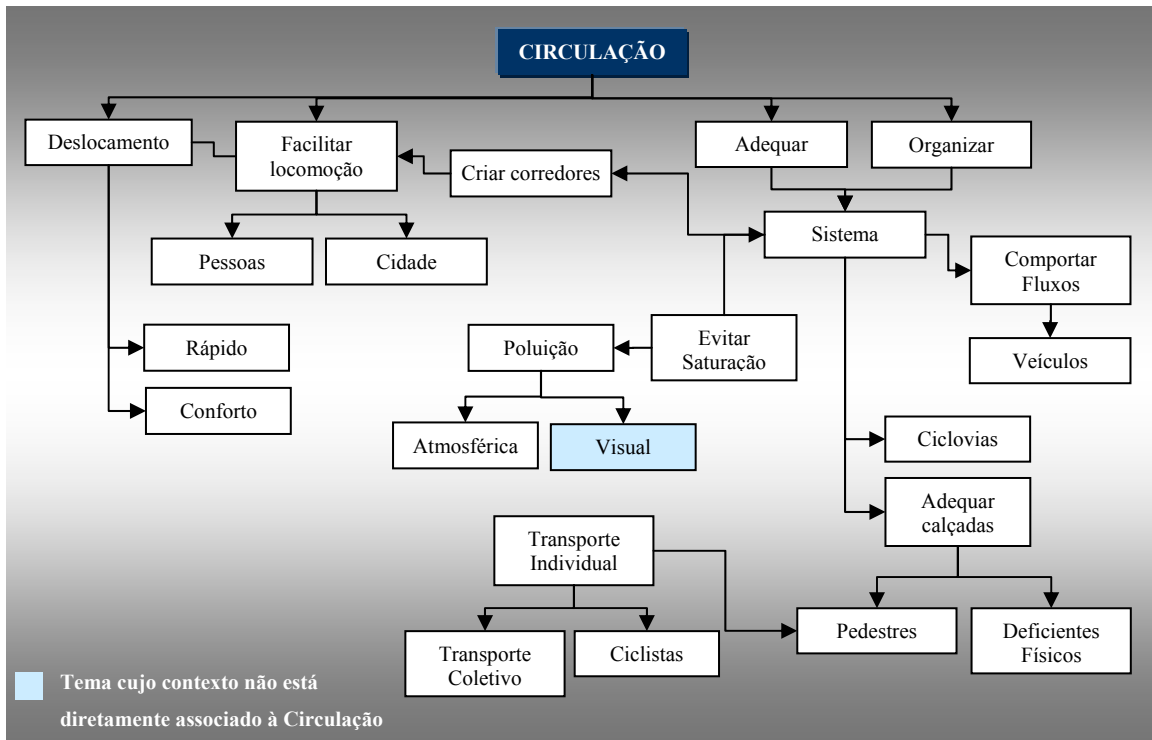 CIRCULAÇÃO
Deslocamento
Facilitar
locomoção
Adequar
Organizar
Criar corredores
Sistema
Pessoas
Cidade
Comportar
Fluxos
Rápido
Poluição
Evitar
Saturação
Veículos
Conforto
Atmosférica
Visual
Ciclovias
Adequar
calçadas
Transporte
Individual
Pedestres
Deficientes
Físicos
Transporte
Coletivo
Ciclistas
Tema cujo contexto não está
diretamente associado à Circulação